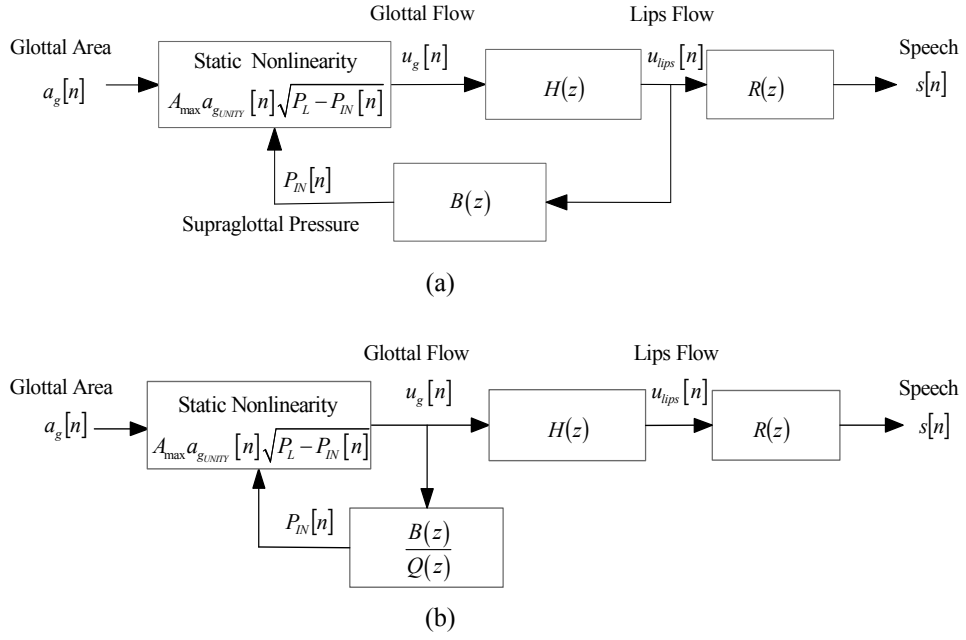 Glottal Flow
Lips Flow
Glottal Area
Static Nonlinearity
u_g[n]
u_lips[n]
Speech
a_g[n]
A_max a_g_UNITY [n] √(P_L − P_IN[n])
H(z)
R(z)
s[n]
P_IN[n]
B(z)
Supraglottal Pressure
(a)
Glottal Flow
Lips Flow
Glottal Area
Static Nonlinearity
u_g[n]
u_lips[n]
Speech
a_g[n]
A_max a_g_UNITY [n] √(P_L − P_IN[n])
H(z)
R(z)
s[n]
P_IN[n]
B(z)
Q(z)
(b)